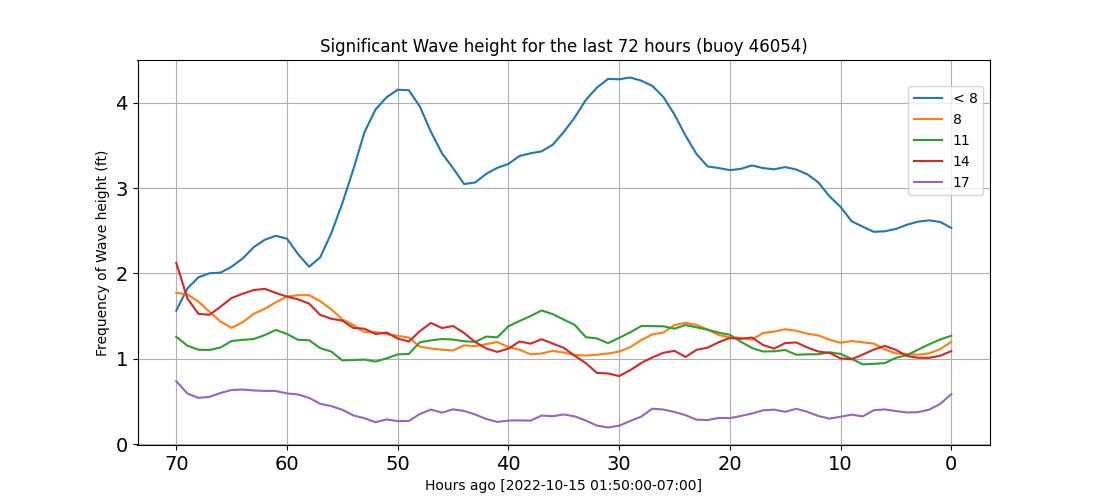 Significant Wave height for the last 72 hours (buoy 46054)
Frequency of Wave height (ft)
4
3
2
1
0
< 8
8
11
14
17
70 60 50 40 30 20 10 0
Hours ago [2022-10-15 01:50:00-07:00]